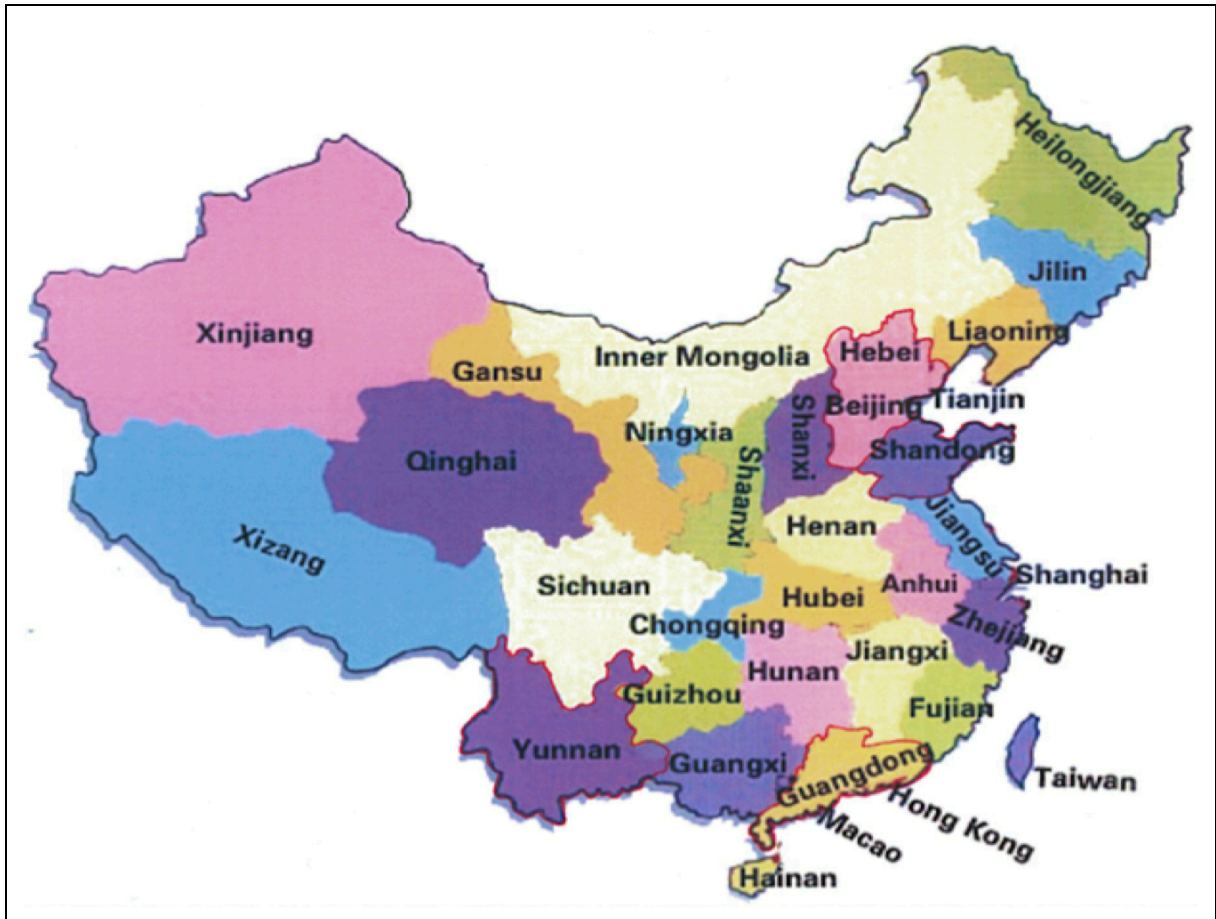 Heilongjiang
Jilin
Liaoning
Xinjiang
Inner Mongolia
Hebei
Gansu
Beijing
Tianjin
Shanxi
Ningxia
Shandong
Qinghai
Shaanxi
Henan
Jiangsu
Xizang
Shanghai
Sichuan
Anhui
Hubei
Chongqing
Zhejiang
Jiangxi
Hunan
Guizhou
Fujian
Yunnan
Guangxi
Guangdong
Taiwan
Hong Kong
Macao
Hainan